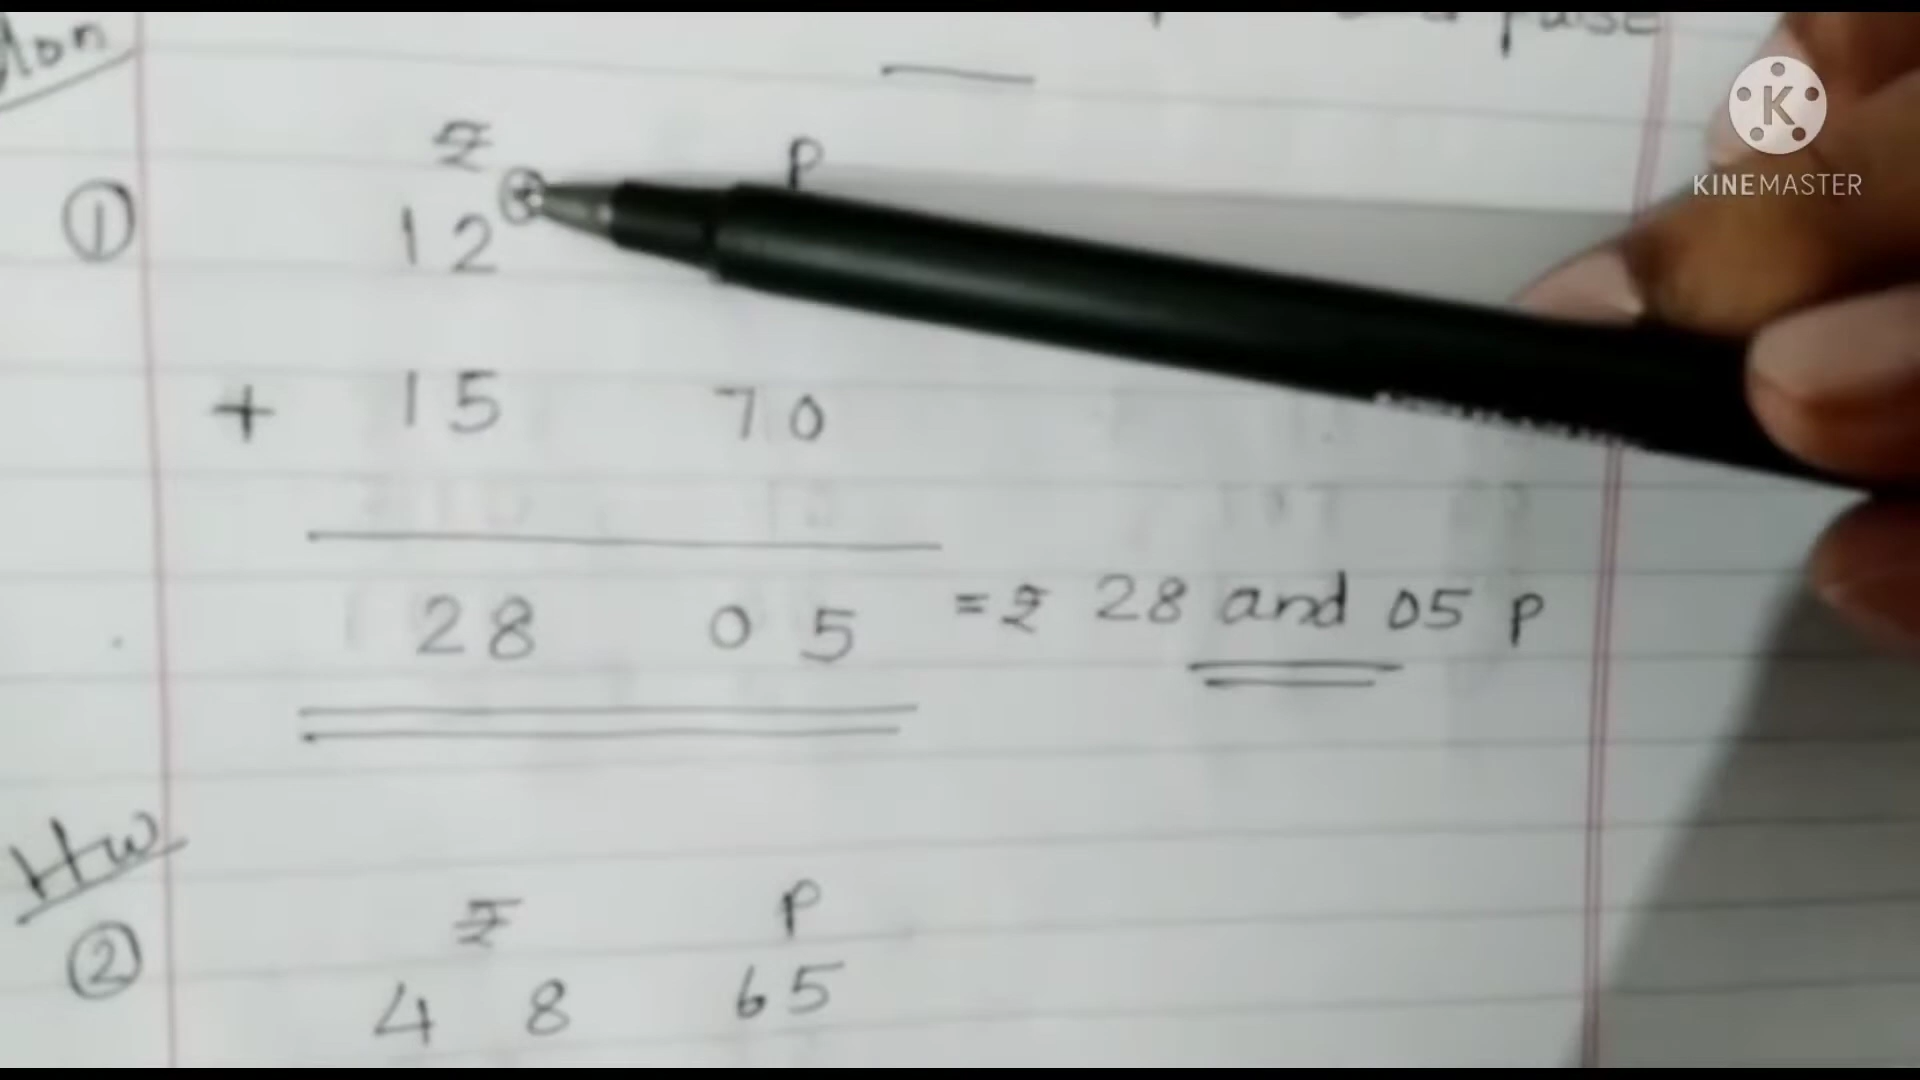 ₹ P
① 12
+ 15 70
28 05 = ₹ 28 and 05 P
Hw
② ₹ P
4 8 65
KINEMASTER